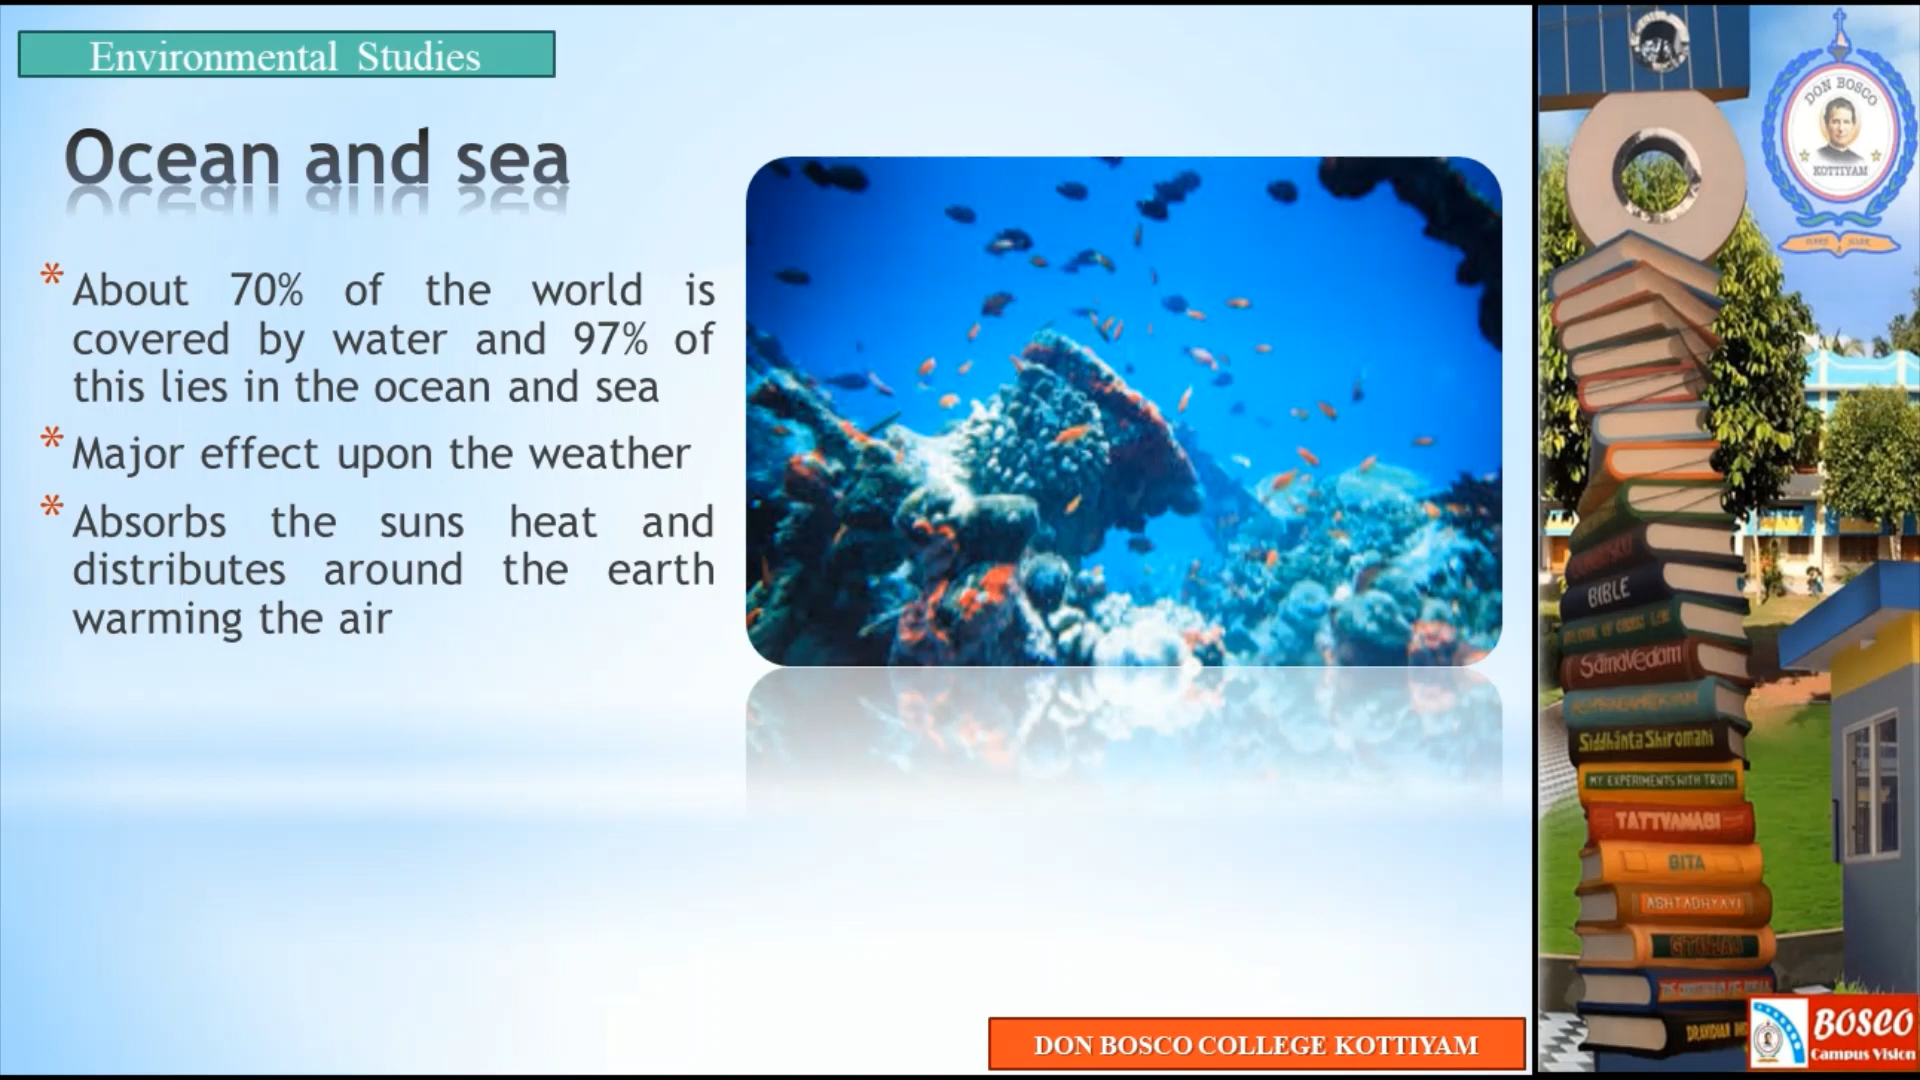 Environmental Studies
Ocean and sea
* About 70% of the world is
covered by water and 97% of
this lies in the ocean and sea
* Major effect upon the weather
* Absorbs the suns heat and
distributes around the earth
warming the air
DON BOSCO COLLEGE KOTTIYAM
DON BOSCO
KOTTIYAM
BIBLE
SamaVedam
Siddhanta Shiromani
MY EXPERIMENTS WITH TRUTH
TATTVAMASI
GITA
ASHTADHYAYI
BOSCO
Campus Vision